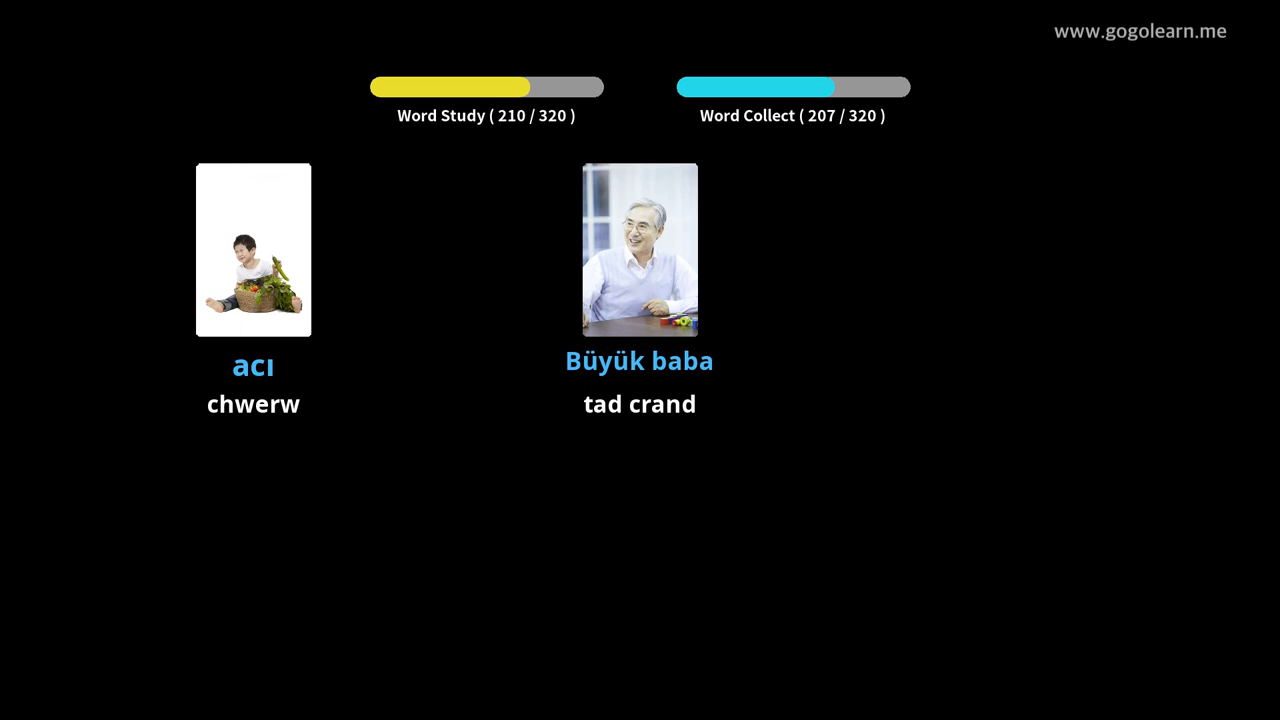 www.gogolearn.me
Word Study ( 210 / 320 )
Word Collect ( 207 / 320 )
acı
chwerw
Büyük baba
tad crand